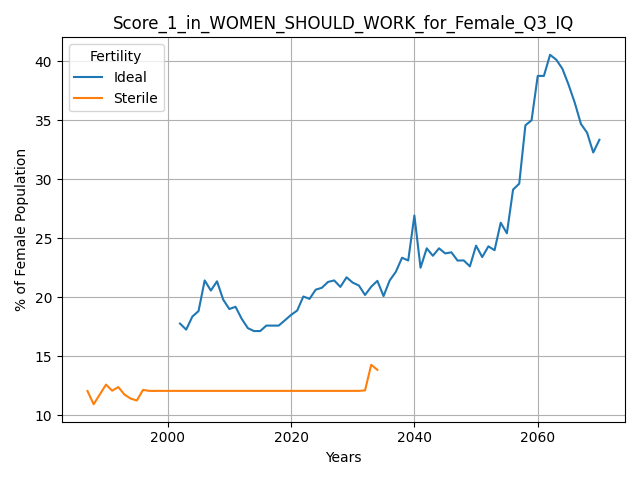 Score_1_in_WOMEN_SHOULD_WORK_for_Female_Q3_IQ
Fertility
Ideal
Sterile
% of Female Population
40
35
30
25
20
15
10
2000
2020
2040
2060
Years